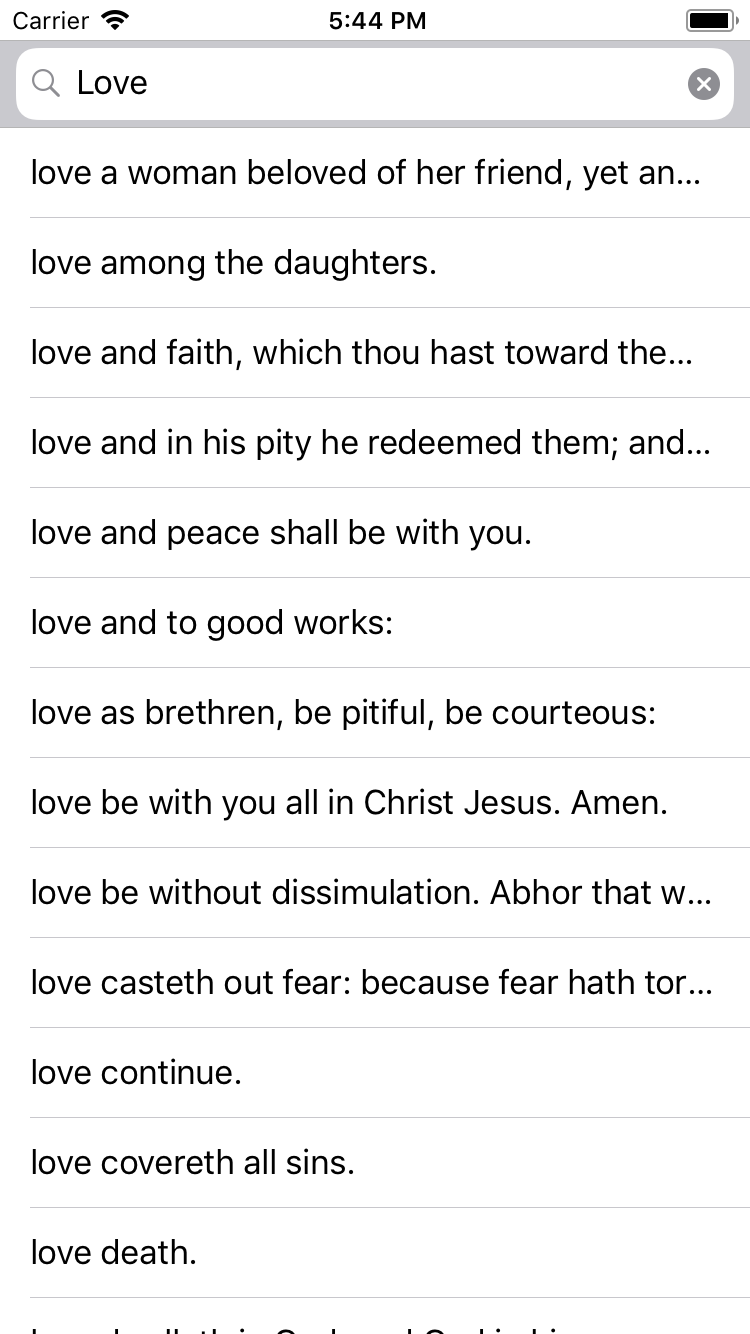 Carrier 5:44 PM
Love
love a woman beloved of her friend, yet an...
love among the daughters.
love and faith, which thou hast toward the...
love and in his pity he redeemed them; and...
love and peace shall be with you.
love and to good works:
love as brethren, be pitiful, be courteous:
love be with you all in Christ Jesus. Amen.
love be without dissimulation. Abhor that w...
love casteth out fear: because fear hath tor...
love continue.
love covereth all sins.
love death.